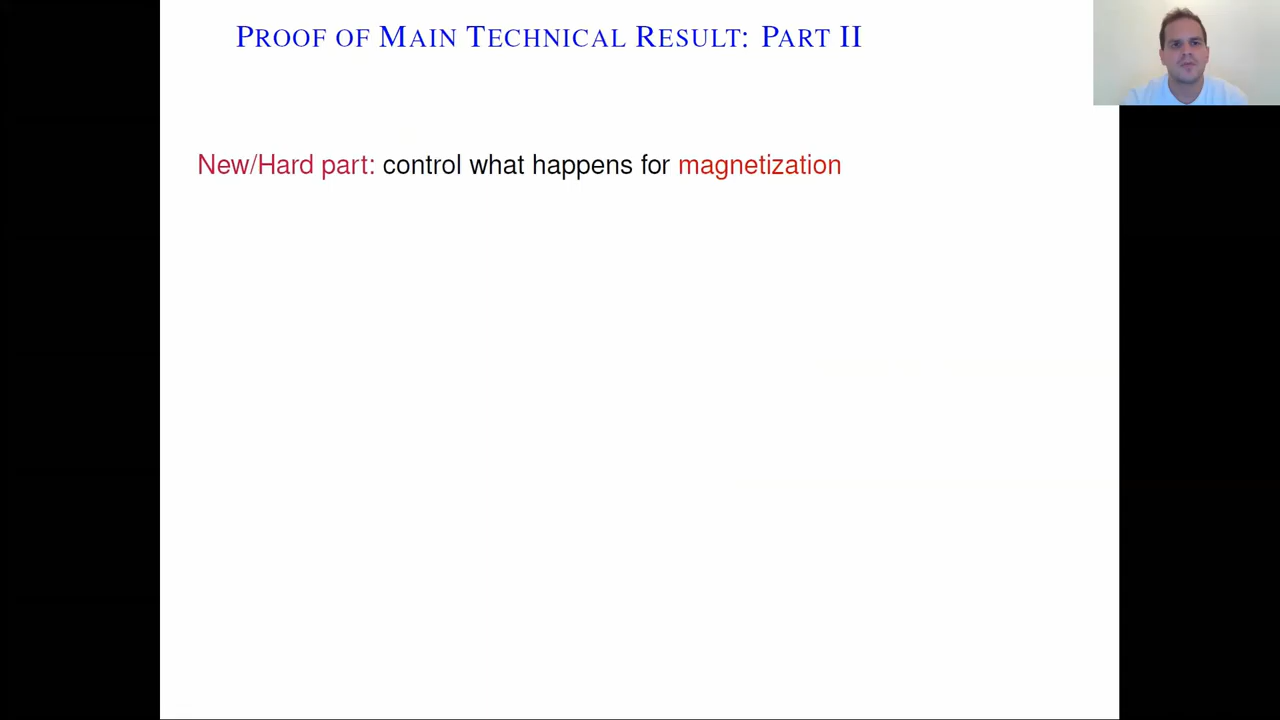 PROOF OF MAIN TECHNICAL RESULT: PART II
New/Hard part: control what happens for magnetization